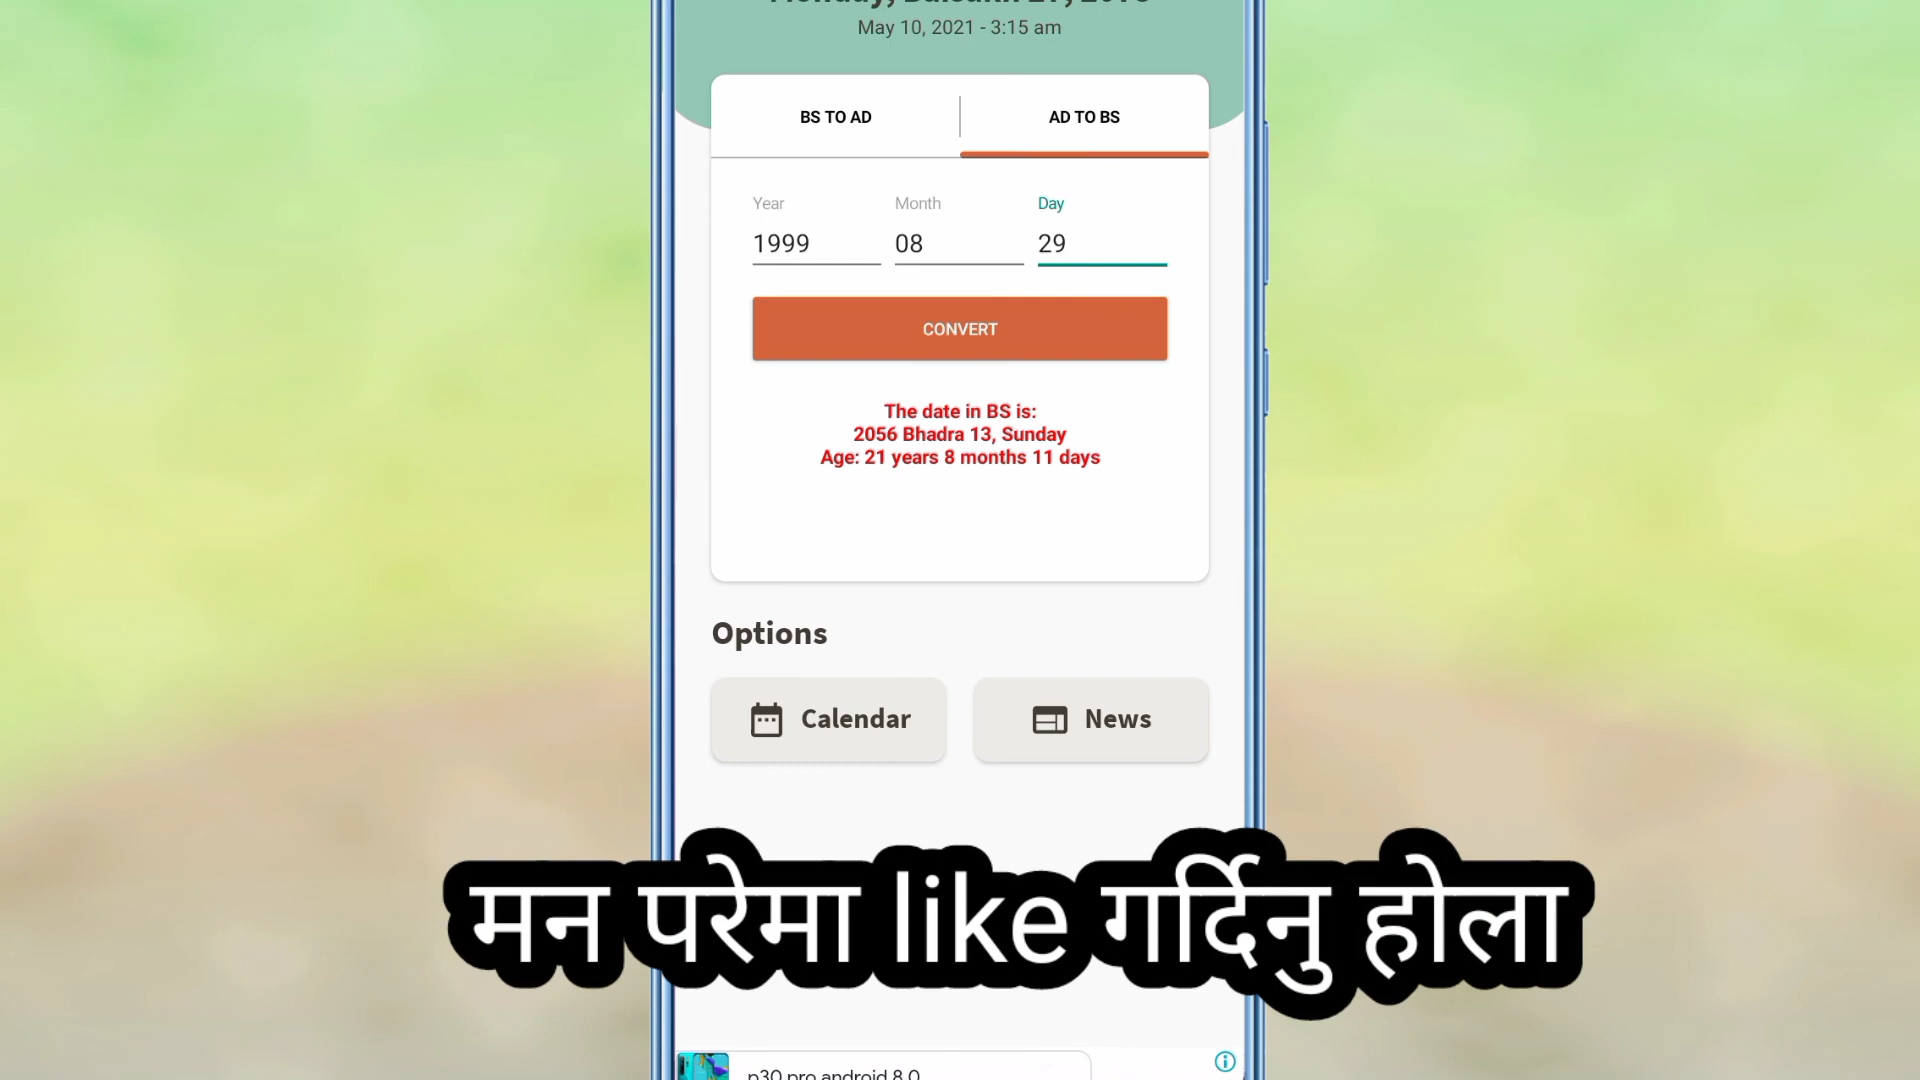 May 10, 2021 - 3:15 am
BS TO AD
AD TO BS
Year
Month
Day
1999
08
29
CONVERT
The date in BS is:
2056 Bhadra 13, Sunday
Age: 21 years 8 months 11 days
Options
Calendar
News
मन परेमा like गर्दिनु होला
p30 pro android 8.0